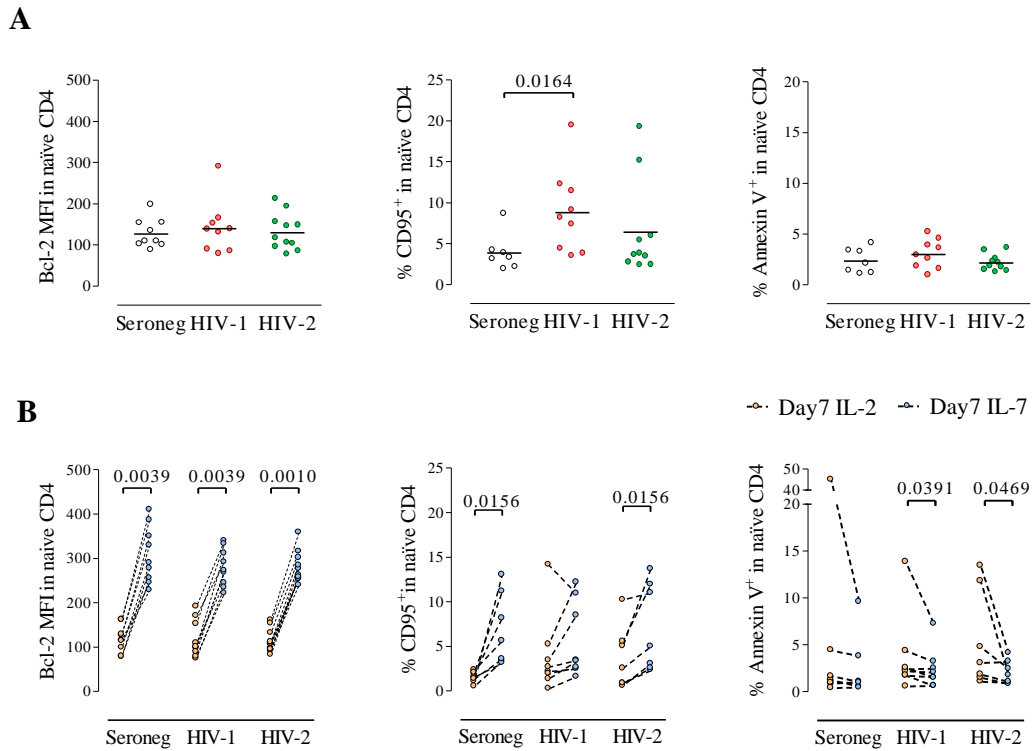 A
Bcl-2 MFI in naïve CD4
500
400
300
200
100
0
Seroneg HIV-1 HIV-2
% CD95+ in naïve CD4
25
20
15
10
5
0
0.0164
Seroneg HIV-1 HIV-2
% Annexin V+ in naïve CD4
20
15
10
5
0
Seroneg HIV-1 HIV-2
B
Day7 IL-2 Day7 IL-7
Bcl-2 MFI in naïve CD4
500
400
300
200
100
0
0.0039 0.0039 0.0010
Seroneg HIV-1 HIV-2
% CD95+ in naïve CD4
25
20
15
10
5
0
0.0156 0.0156
Seroneg HIV-1 HIV-2
% Annexin V+ in naïve CD4
50
40
20
15
10
5
0
0.0391 0.0469
Seroneg HIV-1 HIV-2